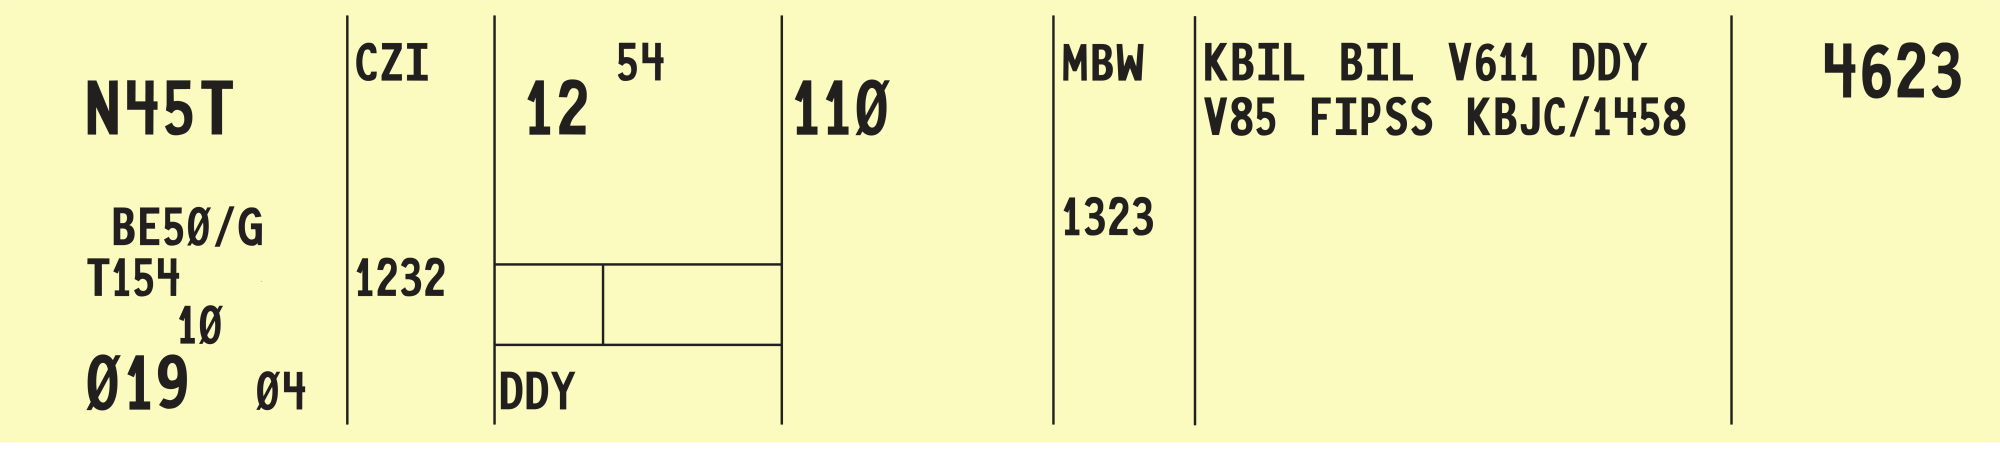 N45T
BE5Ø/G
T154
1Ø
Ø19 Ø4
CZI
1232
54
12
DDY
11Ø
MBW
1323
KBIL BIL V611 DDY
V85 FIPSS KBJC/1458
4623